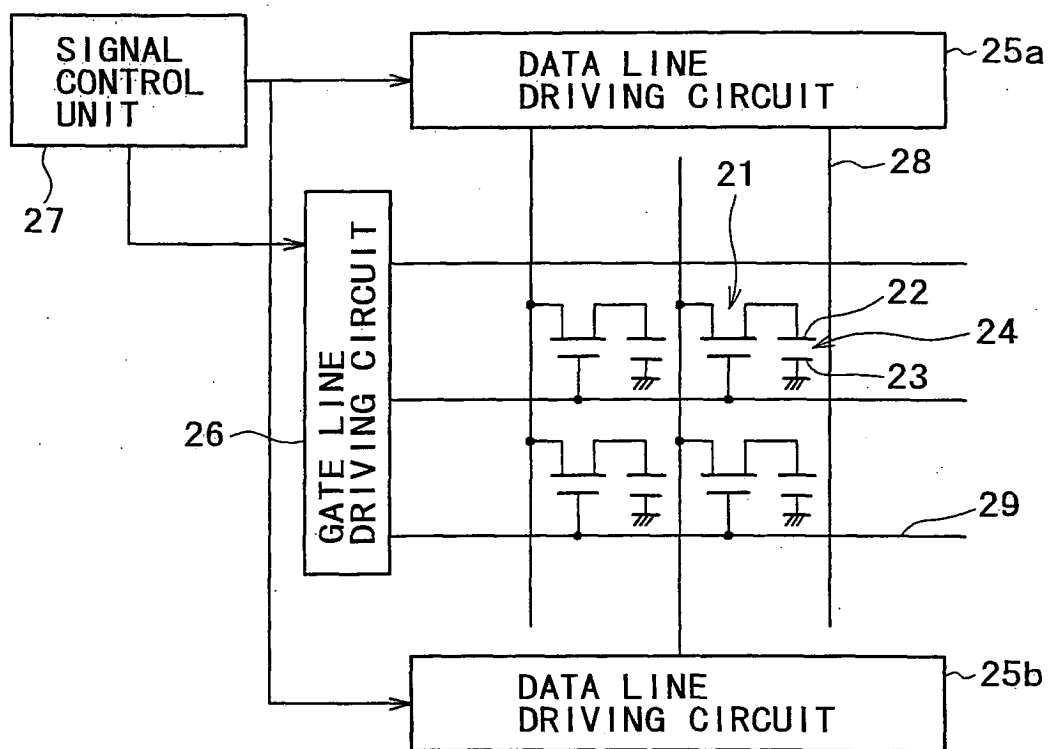 SIGNAL
CONTROL
UNIT
DATA LINE
DRIVING CIRCUIT
25a
27
28
21
GATE LINE
DRIVING CIRCUIT
22
24
23
26
29
DATA LINE
DRIVING CIRCUIT
25b